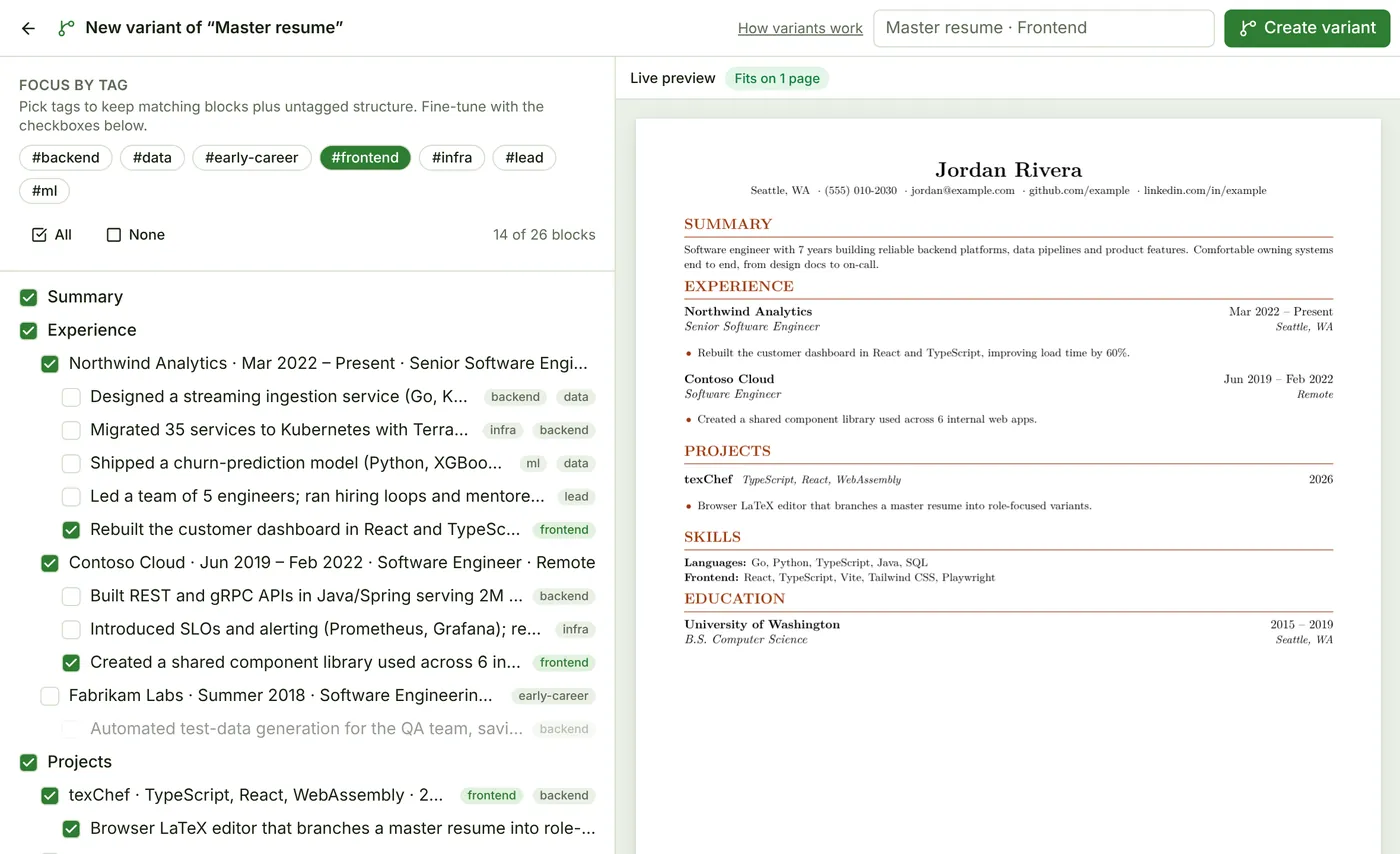 New variant of “Master resume”
How variants work
Master resume · Frontend
Create variant
FOCUS BY TAG
Pick tags to keep matching blocks plus untagged structure. Fine-tune with the
checkboxes below.
#backend
#data
#early-career
#frontend
#infra
#lead
#ml
All
None
14 of 26 blocks
Summary
Experience
Northwind Analytics · Mar 2022 – Present · Senior Software Engi...
Designed a streaming ingestion service (Go, K... backend data
Migrated 35 services to Kubernetes with Terra... infra backend
Shipped a churn-prediction model (Python, XGBoo... ml data
Led a team of 5 engineers; ran hiring loops and mentore... lead
Rebuilt the customer dashboard in React and TypeSc... frontend
Contoso Cloud · Jun 2019 – Feb 2022 · Software Engineer · Remote
Built REST and gRPC APIs in Java/Spring serving 2M ... backend
Introduced SLOs and alerting (Prometheus, Grafana); re... infra
Created a shared component library used across 6 in... frontend
Fabrikam Labs · Summer 2018 · Software Engineerin... early-career
Automated test-data generation for the QA team, savi... backend
Projects
texChef · TypeScript, React, WebAssembly · 2... frontend backend
Browser LaTeX editor that branches a master resume into role-...
Live preview
Fits on 1 page
Jordan Rivera
Seattle, WA · (555) 010-2030 · jordan@example.com · github.com/example · linkedin.com/in/example
SUMMARY
Software engineer with 7 years building reliable backend platforms, data pipelines and product features. Comfortable owning systems
end to end, from design docs to on-call.
EXPERIENCE
Northwind Analytics Mar 2022 – Present
Senior Software Engineer Seattle, WA
• Rebuilt the customer dashboard in React and TypeScript, improving load time by 60%.
Contoso Cloud Jun 2019 – Feb 2022
Software Engineer Remote
• Created a shared component library used across 6 internal web apps.
PROJECTS
texChef TypeScript, React, WebAssembly 2026
• Browser LaTeX editor that branches a master resume into role-focused variants.
SKILLS
Languages: Go, Python, TypeScript, Java, SQL
Frontend: React, TypeScript, Vite, Tailwind CSS, Playwright
EDUCATION
University of Washington 2015 – 2019
B.S. Computer Science Seattle, WA